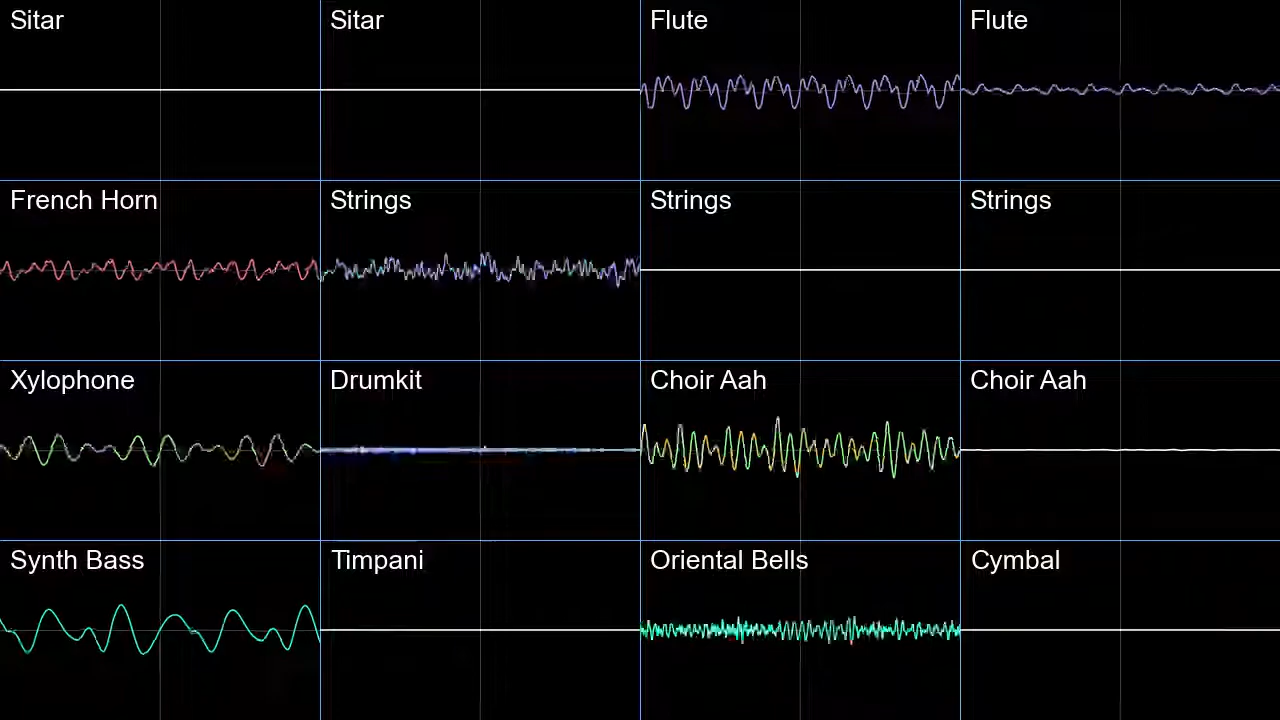 Sitar
Sitar
Flute
Flute
French Horn
Strings
Strings
Strings
Xylophone
Drumkit
Choir Aah
Choir Aah
Synth Bass
Timpani
Oriental Bells
Cymbal